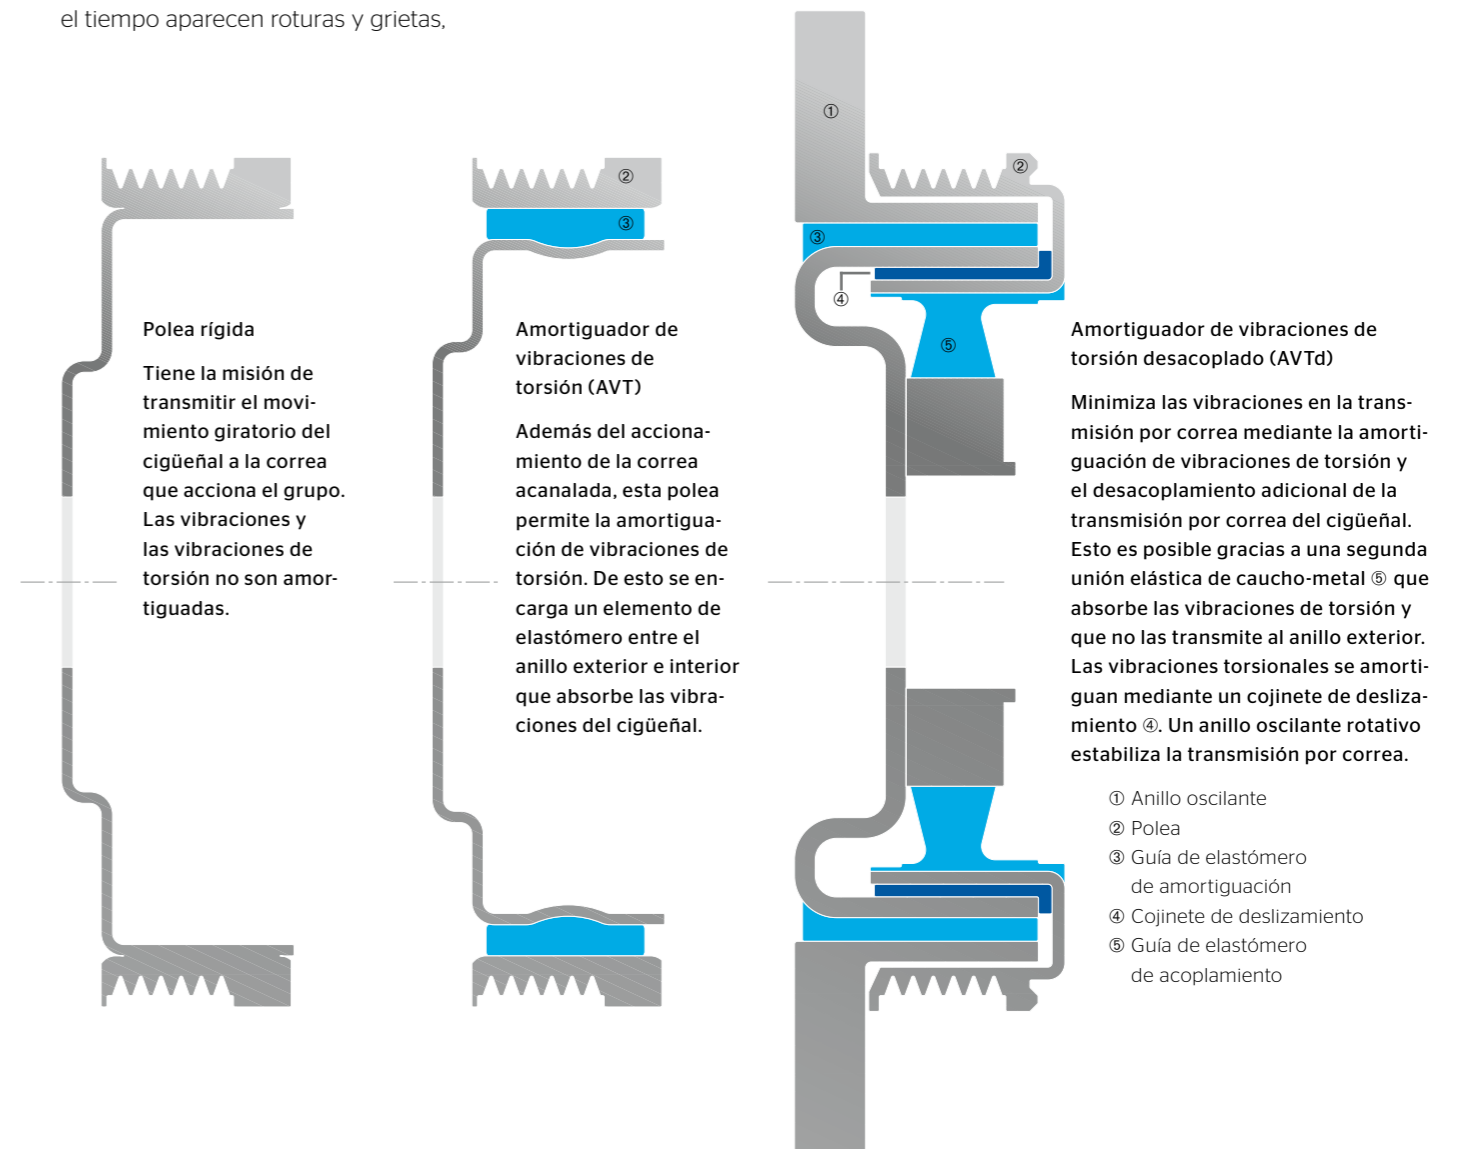 el tiempo aparecen roturas y grietas,
①
②
②
③
③
④
⑤
Polea rígida
Tiene la misión de
transmitir el movi-
miento giratorio del
cigüeñal a la correa
que acciona el grupo.
Las vibraciones y
las vibraciones de
torsión no son amor-
tiguadas.
Amortiguador de
vibraciones de
torsión (AVT)
Además del acciona-
miento de la correa
acanalada, esta polea
permite la amortigua-
ción de vibraciones de
torsión. De esto se en-
carga un elemento de
elastómero entre el
anillo exterior e interior
que absorbe las vibra-
ciones del cigüeñal.
Amortiguador de vibraciones de
torsión desacoplado (AVTd)
Minimiza las vibraciones en la trans-
misión por correa mediante la amorti-
guación de vibraciones de torsión y
el desacoplamiento adicional de la
transmisión por correa del cigüeñal.
Esto es posible gracias a una segunda
unión elástica de caucho-metal ⑤ que
absorbe las vibraciones de torsión y
que no las transmite al anillo exterior.
Las vibraciones torsionales se amorti-
guan mediante un cojinete de desliza-
miento ④. Un anillo oscilante rotativo
estabiliza la transmisión por correa.
① Anillo oscilante
② Polea
③ Guía de elastómero
de amortiguación
④ Cojinete de deslizamiento
⑤ Guía de elastómero
de acoplamiento